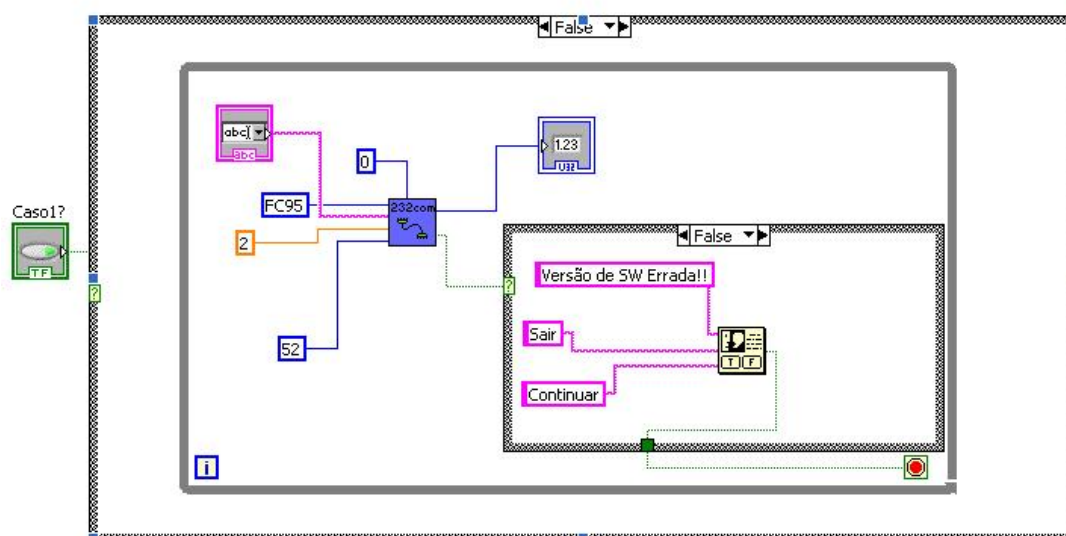 False
abc
abc
0
1.23
U32
FC95
232com
Caso1?
TF
2
False
?
?
Versão de SW Errada!!
Sair
T F
52
Continuar
i